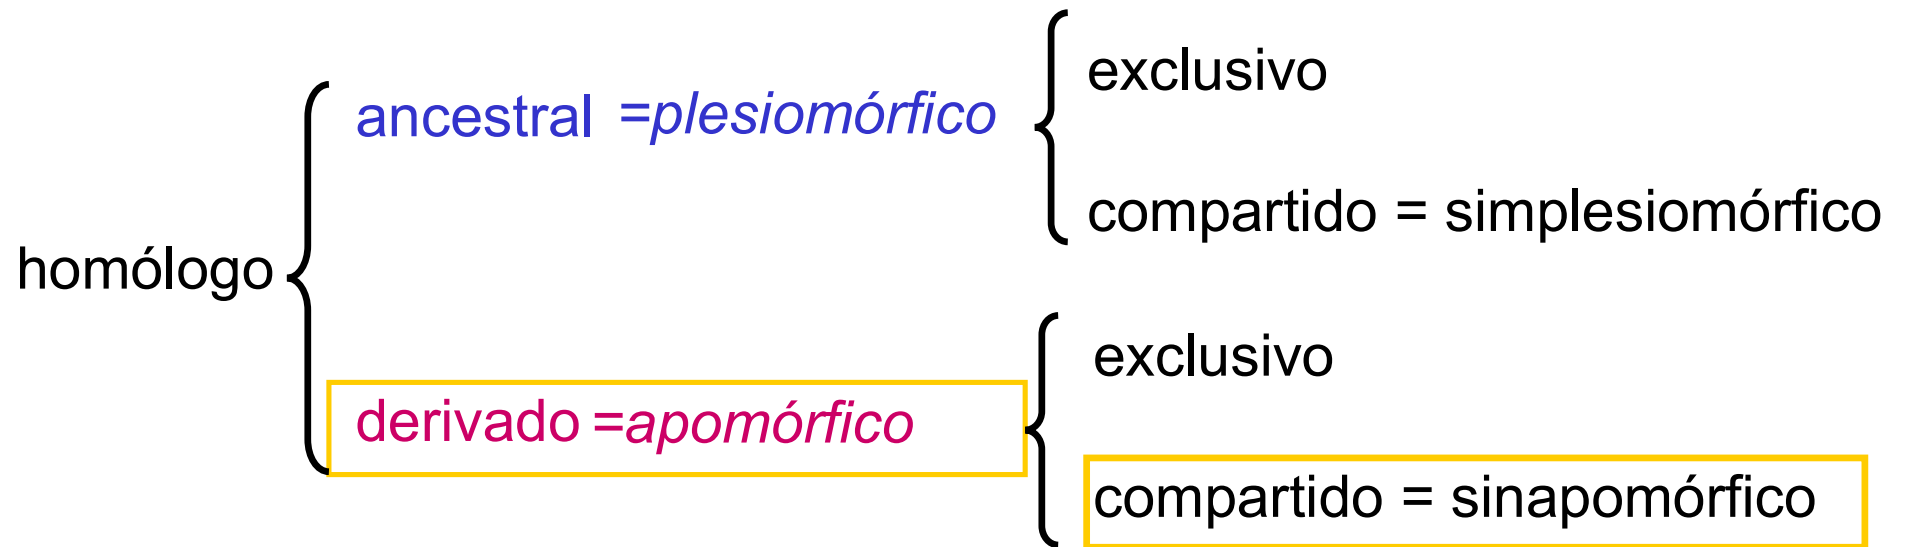 exclusivo
ancestral =plesiomórfico
compartido = simplesiomórfico
homólogo
exclusivo
derivado =apomórfico
compartido = sinapomórfico